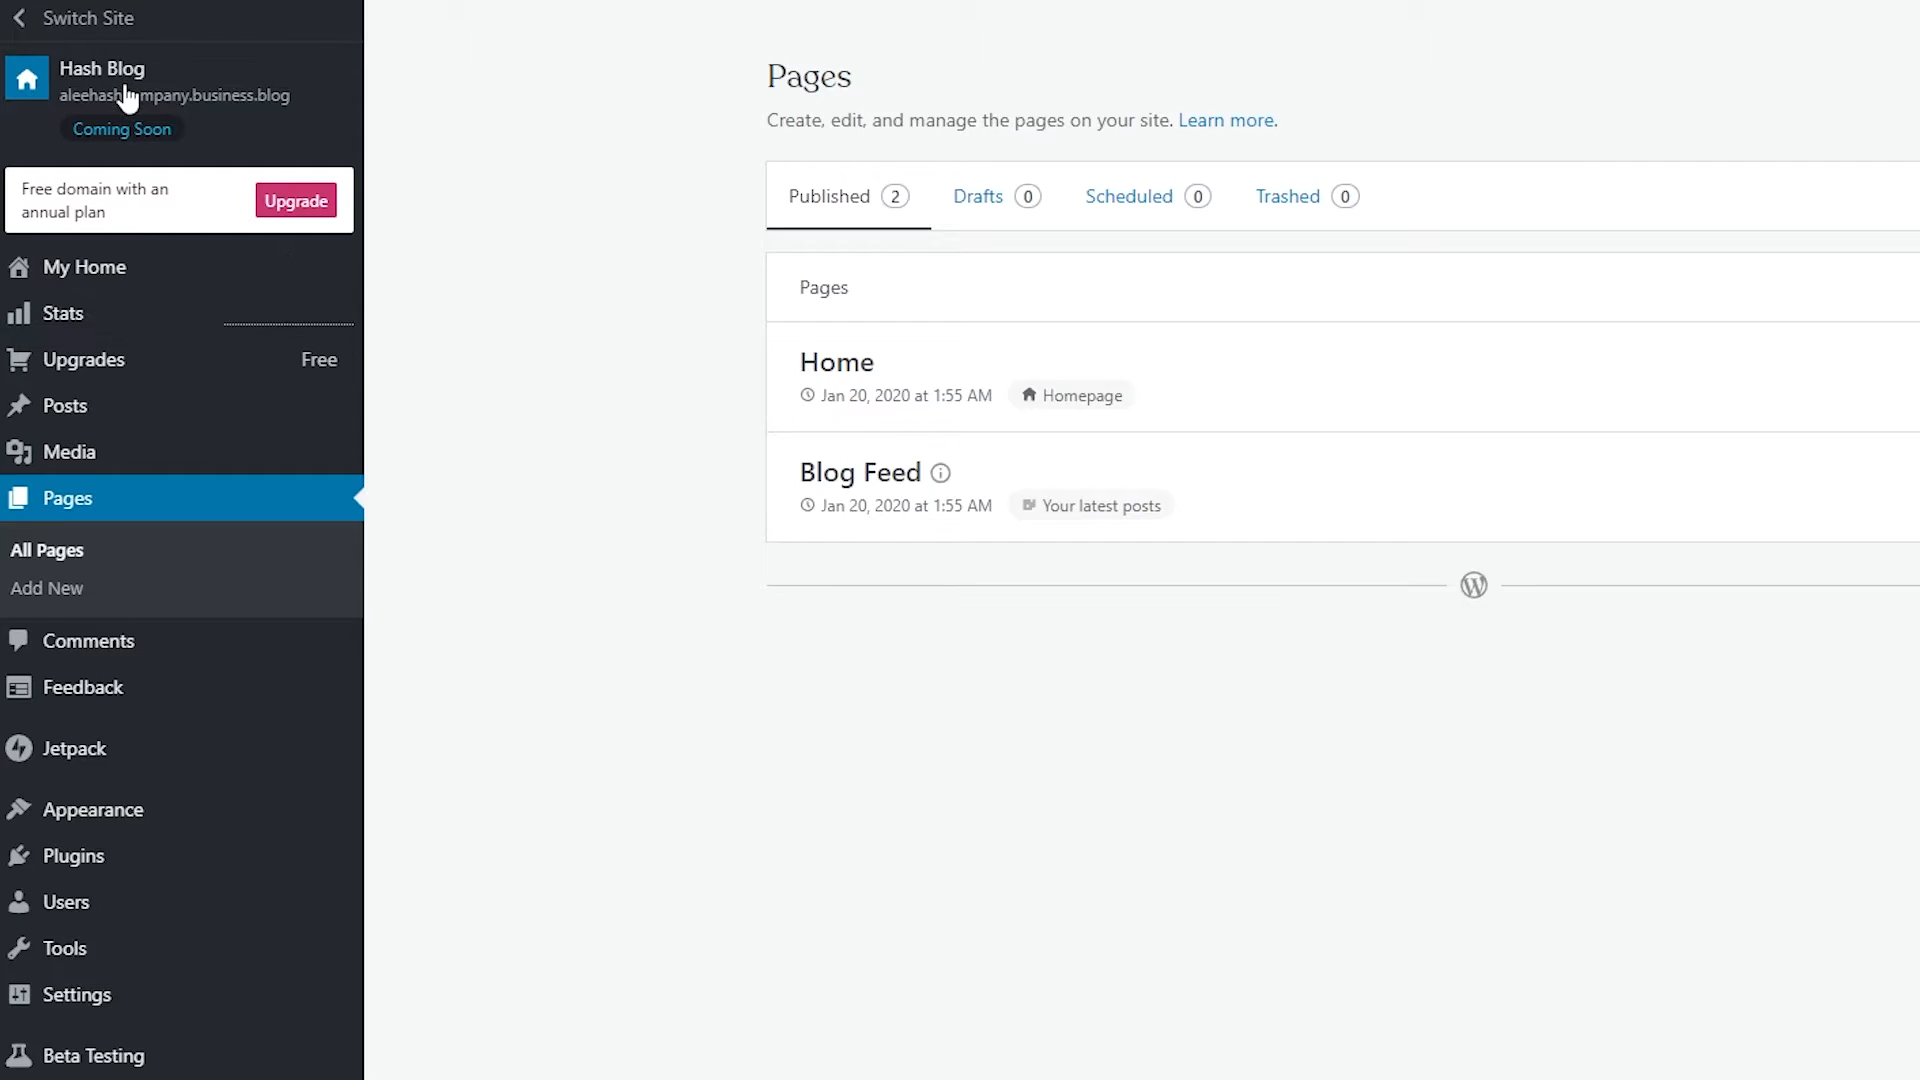 Switch Site
Hash Blog
aleehash mpany.business.blog
Coming Soon
Free domain with an
annual plan
Upgrade
My Home
Stats
Upgrades Free
Posts
Media
Pages
All Pages
Add New
Comments
Feedback
Jetpack
Appearance
Plugins
Users
Tools
Settings
Beta Testing
Pages
Create, edit, and manage the pages on your site. Learn more.
Published 2 Drafts 0 Scheduled 0 Trashed 0
Pages
Home
Jan 20, 2020 at 1:55 AM Homepage
Blog Feed
Jan 20, 2020 at 1:55 AM Your latest posts